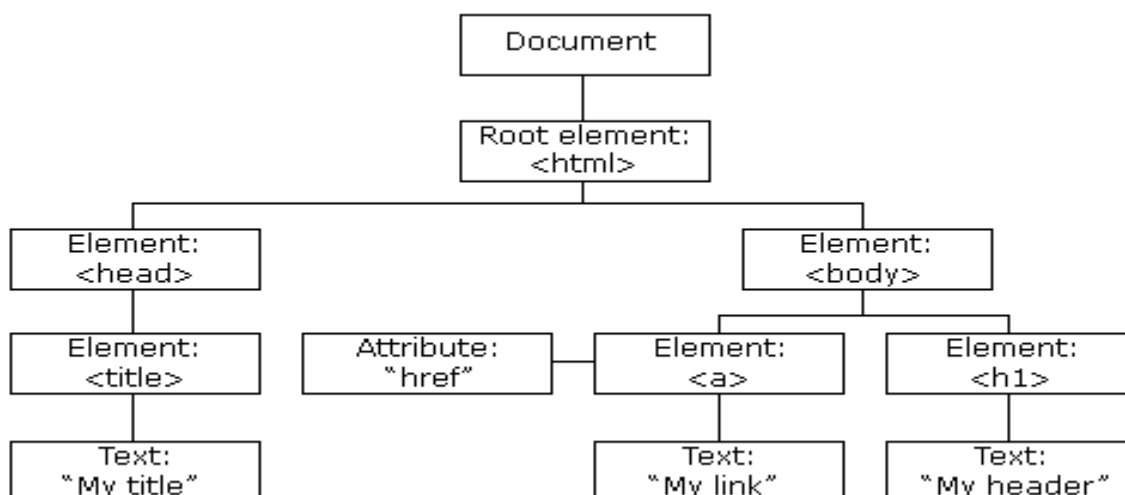 Document
Root element:
<html>
Element:
<head>
Element:
<body>
Element:
<title>
Attribute:
“href”
Element:
<a>
Element:
<h1>
Text:
“My title”
Text:
“My link”
Text:
“My header”